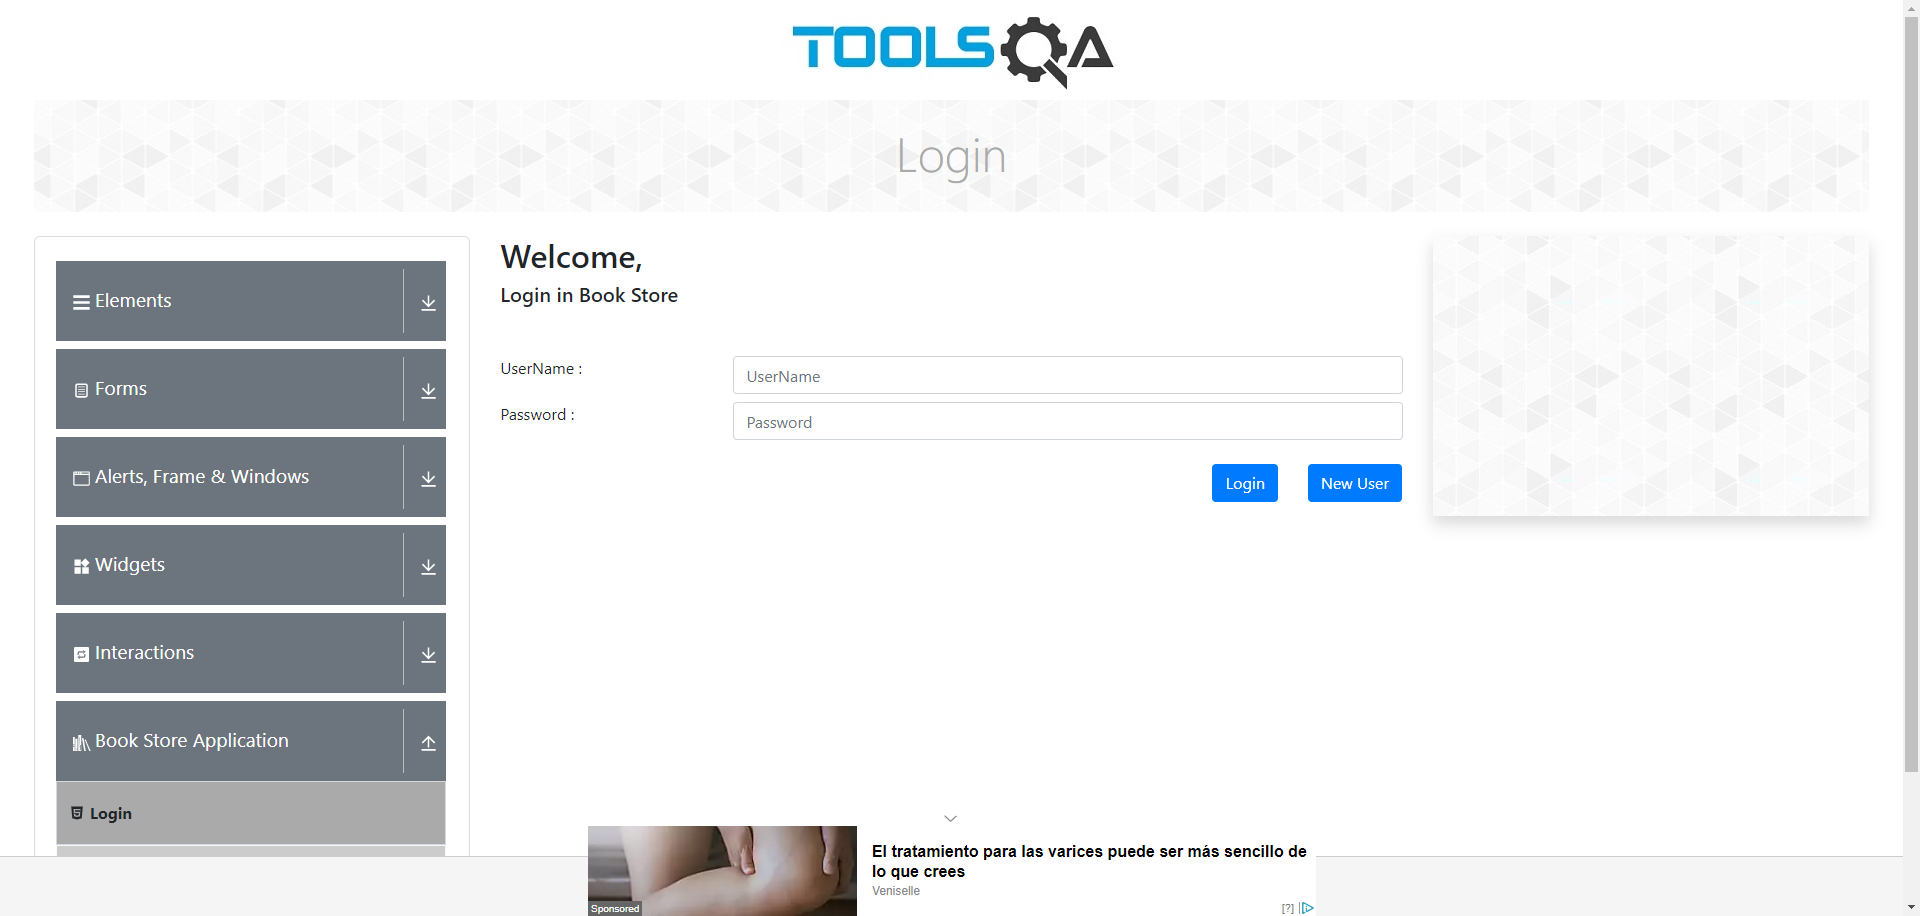 TOOLSQA
Login
Elements
Forms
Alerts, Frame & Windows
Widgets
Interactions
Book Store Application
Login
Welcome,
Login in Book Store
UserName :
UserName
Password :
Password
Login
New User
El tratamiento para las varices puede ser más sencillo de
lo que crees
Veniselle
Sponsored
[?]